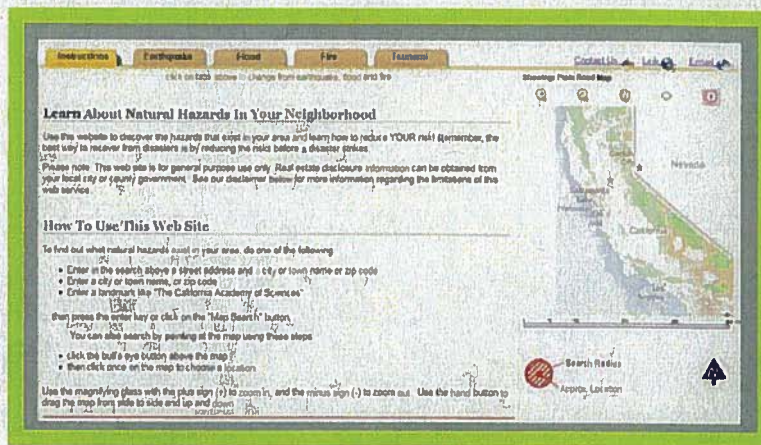 Instructions Earthquake Flood Fire Tsunami
Contact Us Link Email
click on tabs above to change from earthquake, flood and fire
Showing: Plain Road Map
Learn About Natural Hazards In Your Neighborhood
Use this website to discover the hazards that exist in your area and learn how to reduce YOUR risk! Remember, the
best way to recover from disasters is by reducing the risks before a disaster strikes.
Please note: This web site is for general purpose use only. Real estate disclosure information can be obtained from
your local city or county government. See our disclaimer below for more information regarding the limitations of this
web service.
Nevada
How To Use This Web Site
To find out what natural hazards exist in your area, do one of the following
• Enter in the search above a street address and a city or town name or zip code
• Enter a city or town name, or zip code
• Enter a landmark like "The California Academy of Sciences"
then press the enter key or click on the "Map Search" button.
You can also search by pointing at the map using these steps
• click the bull's eye button above the map
• then click once on the map to choose a location
Use the magnifying glass with the plus sign (+) to zoom in, and the minus sign (-) to zoom out. Use the hand button to
drag the map from side to side and up and down
California
Search Radius
Approx. Location